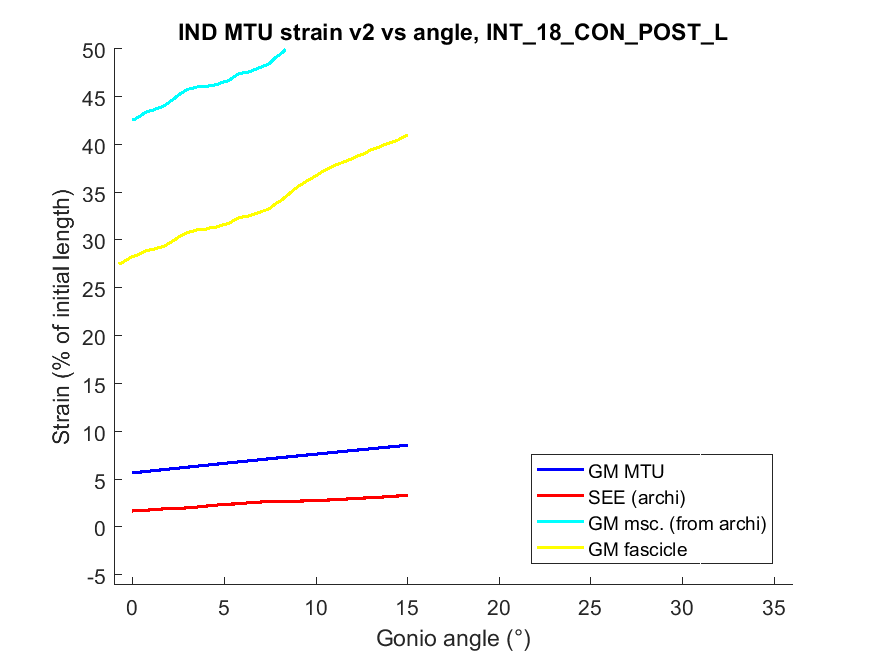 IND MTU strain v2 vs angle, INT_18_CON_POST_L
50
45
40
35
30
25
20
15
10
5
0
-5
Strain (% of initial length)
0 5 10 15 20 25 30 35
Gonio angle (°)
GM MTU
SEE (archi)
GM msc. (from archi)
GM fascicle